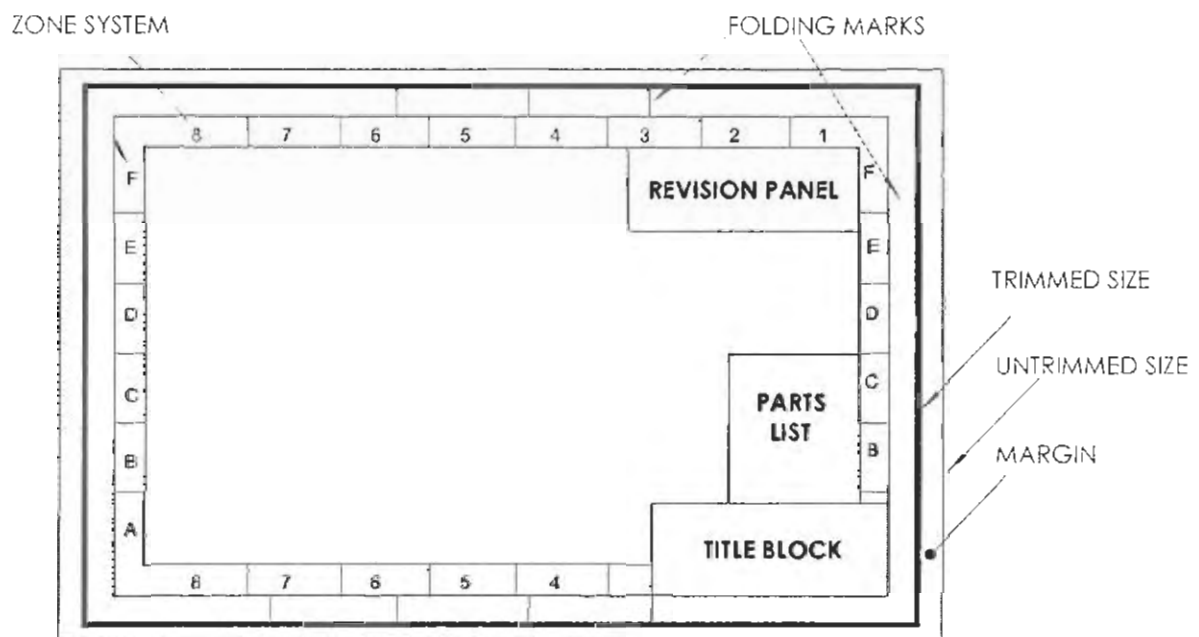 ZONE SYSTEM
FOLDING MARKS
8 7 6 5 4 3 2 1
F
REVISION PANEL
F
E
E
TRIMMED SIZE
D
D
UNTRIMMED SIZE
C
PARTS
LIST
C
MARGIN
B
B
A
TITLE BLOCK
8 7 6 5 4